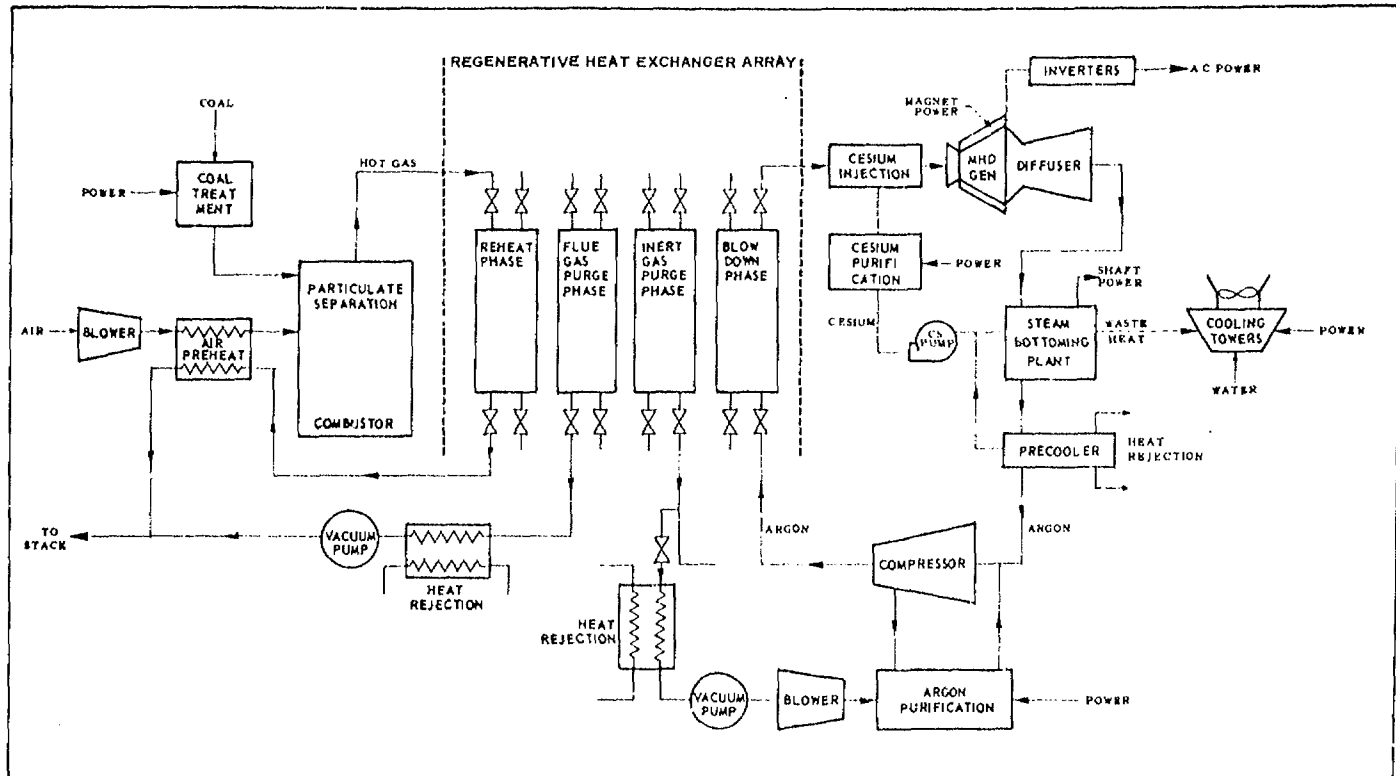 REGENERATIVE HEAT EXCHANGER ARRAY
INVERTERS
AC POWER
MAGNET
POWER
COAL
HOT GAS
CESIUM
INJECTION
MHD
GEN
DIFFUSER
POWER
COAL
TREAT
MENT
REHEAT
PHASE
FLUE
GAS
PURGE
PHASE
INERT
GAS
PURGE
PHASE
BLOW
DOWN
PHASE
CESIUM
PURIFI
CATION
POWER
SHAFT
POWER
PARTICULATE
SEPARATION
COMBUSTOR
AIR
BLOWER
AIR
PREHEAT
CESIUM
CS
PUMP
STEAM
BOTTOMING
PLANT
WASTE
HEAT
COOLING
TOWERS
POWER
WATER
PRECOOLER
HEAT
REJECTION
TO
STACK
VACUUM
PUMP
HEAT
REJECTION
ARGON
COMPRESSOR
ARGON
HEAT
REJECTION
VACUUM
PUMP
BLOWER
ARGON
PURIFICATION
POWER